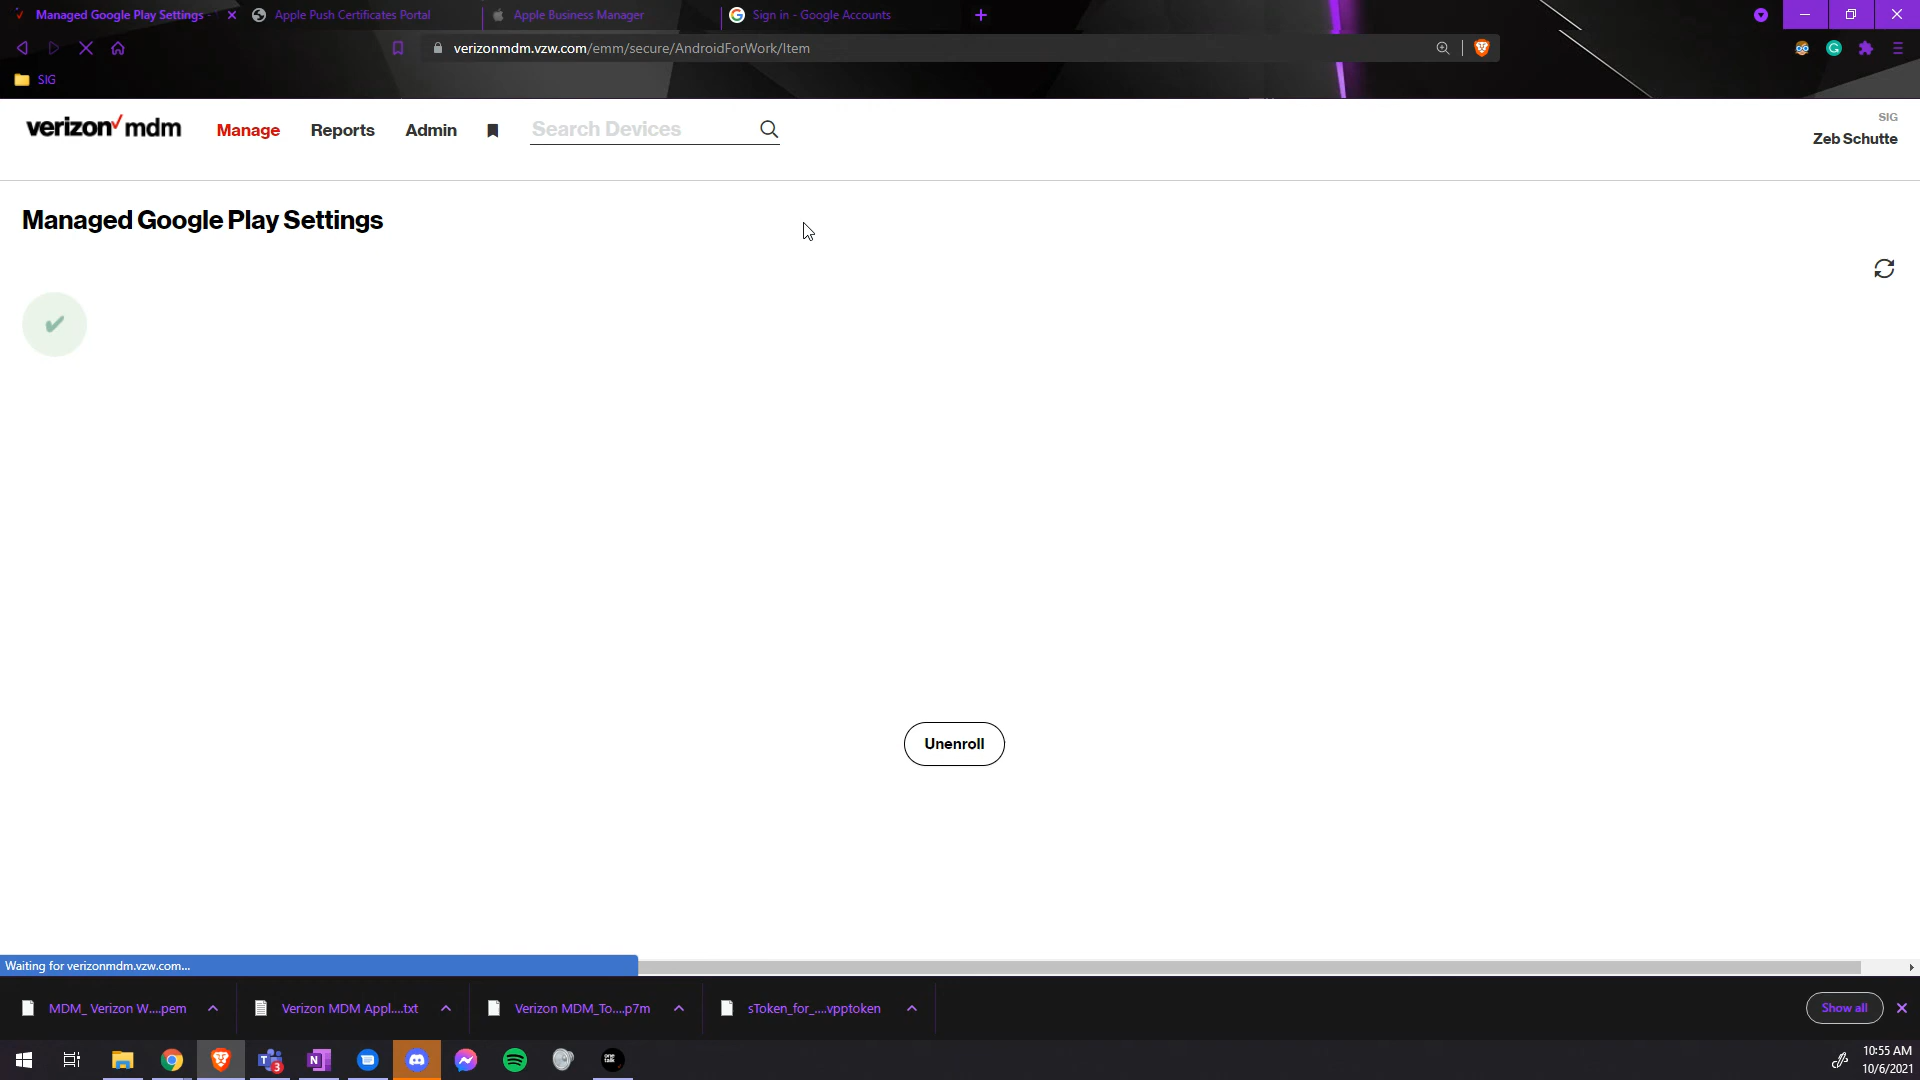 Managed Google Play Settings -
Apple Push Certificates Portal
Apple Business Manager
Sign in - Google Accounts
verizonmdm.vzw.com/emm/secure/AndroidForWork/Item
SIG
verizon mdm
Manage
Reports
Admin
Search Devices
SIG
Zeb Schutte
Managed Google Play Settings
Unenroll
Waiting for verizonmdm.vzw.com...
MDM_ Verizon W....pem
Verizon MDM Appl....txt
Verizon MDM_To....p7m
sToken_for_....vpptoken
Show all
3
N
one talk
10:55 AM
10/6/2021